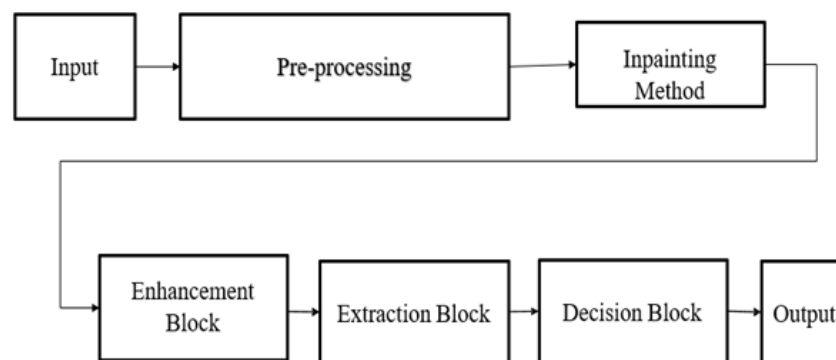 Input
Pre-processing
Inpainting
Method
Enhancement
Block
Extraction Block
Decision Block
Output